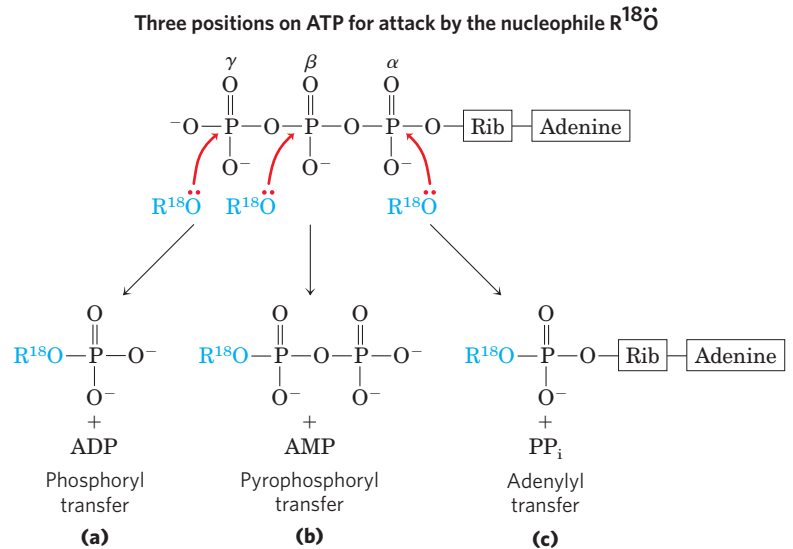 Three positions on ATP for attack by the nucleophile R¹⁸Ö
γ β α
O O O
⁻O—P—O—P—O—P—O—Rib—Adenine
O⁻ O⁻ O⁻
R¹⁸Ö R¹⁸Ö R¹⁸Ö
O O O O
R¹⁸O—P—O⁻ R¹⁸O—P—O—P—O⁻ R¹⁸O—P—O—Rib—Adenine
O⁻ O⁻ O⁻ O⁻
+ + +
ADP AMP PPᵢ
Phosphoryl Pyrophosphoryl Adenylyl
transfer transfer transfer
(a) (b) (c)